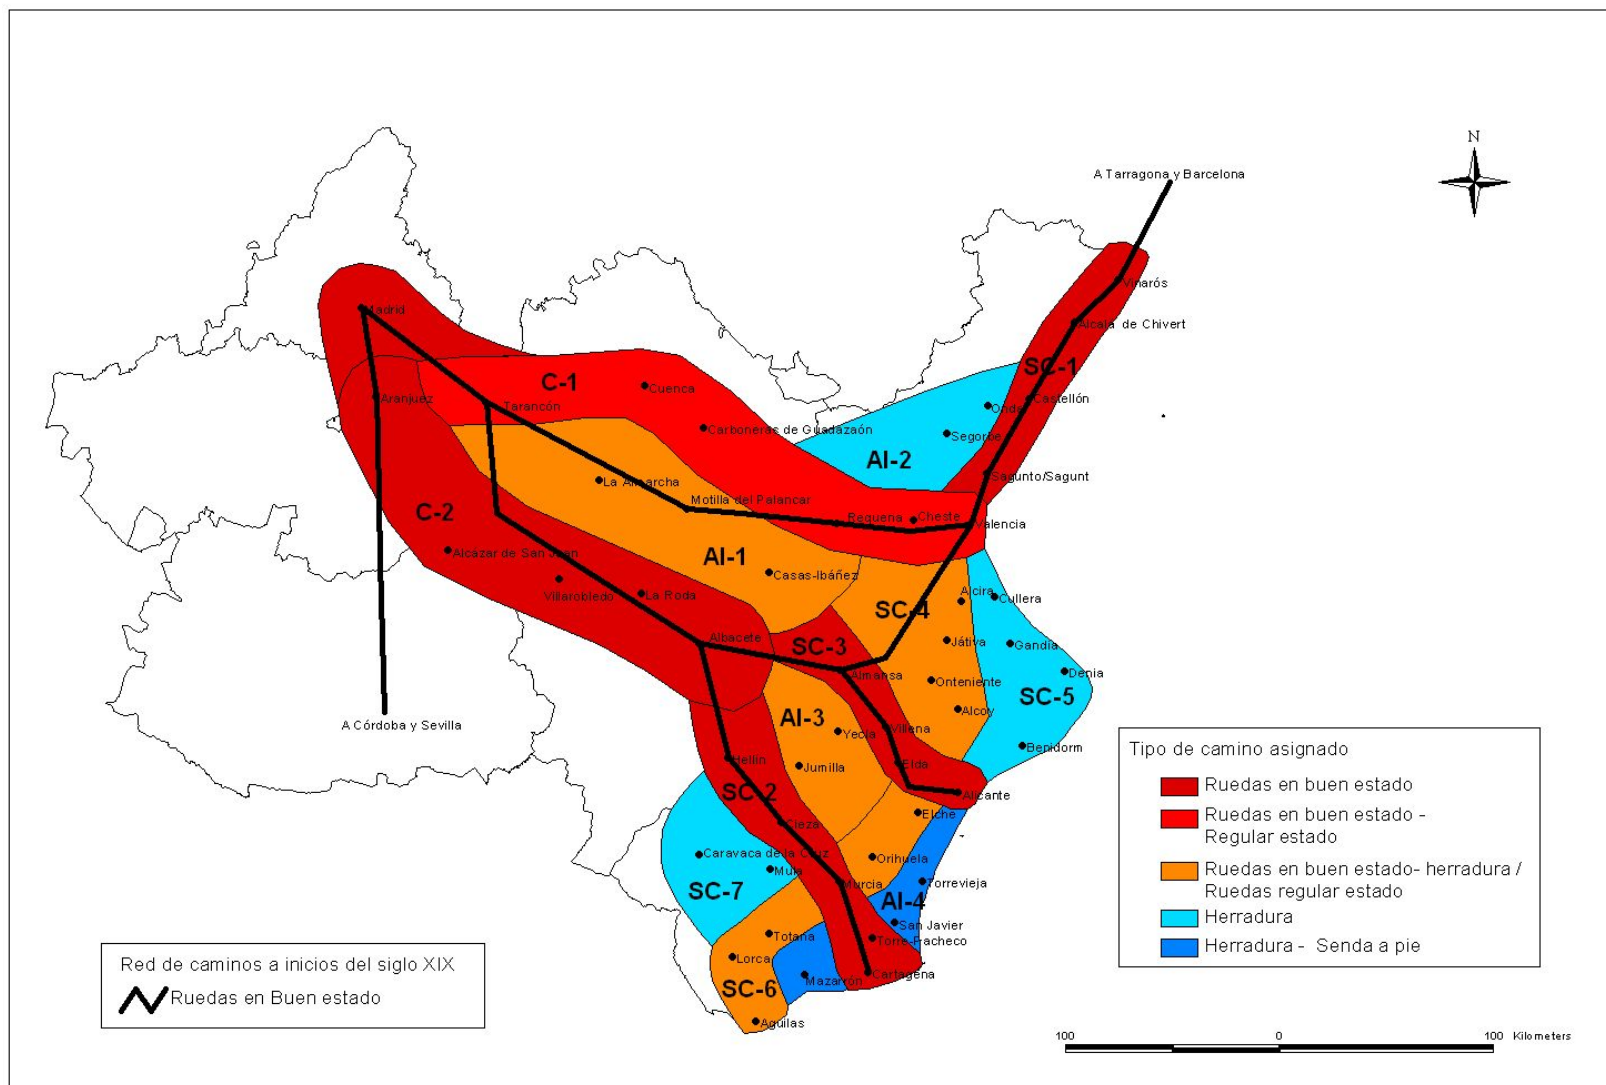 N
A Tarragona y Barcelona
Vinarós
Madrid
Alcalá de Chivert
SC-1
C-1
Cuenca
Aranjuez
Tarancón
Onda
Castellón
Carboneras de Guadazaón
Segorbe
AI-2
La Almarcha
Sagunto/Sagunt
Motilla del Palancar
C-2
Requena
Cheste
Valencia
Alcázar de San Juan
AI-1
Casas-Ibáñez
Villarobledo
La Roda
Alcira
Cullera
SC-4
Albacete
SC-3
Játiva
Gandía
Almansa
Onteniente
Denia
SC-5
A Córdoba y Sevilla
AI-3
Alcoy
Yecla
Villena
Benidorm
Hellín
Jumilla
Elda
SC-2
Alicante
Cieza
Elche
Caravaca de la Cruz
Orihuela
Mula
SC-7
Murcia
Torrevieja
AI-4
San Javier
Totana
Torre-Pacheco
Lorca
Mazarrón
Cartagena
SC-6
Aguilas
Tipo de camino asignado
Ruedas en buen estado
Ruedas en buen estado -
Regular estado
Ruedas en buen estado- herradura /
Ruedas regular estado
Herradura
Herradura - Senda a pie
Red de caminos a inicios del siglo XIX
Ruedas en Buen estado
100 0 100 Kilometers